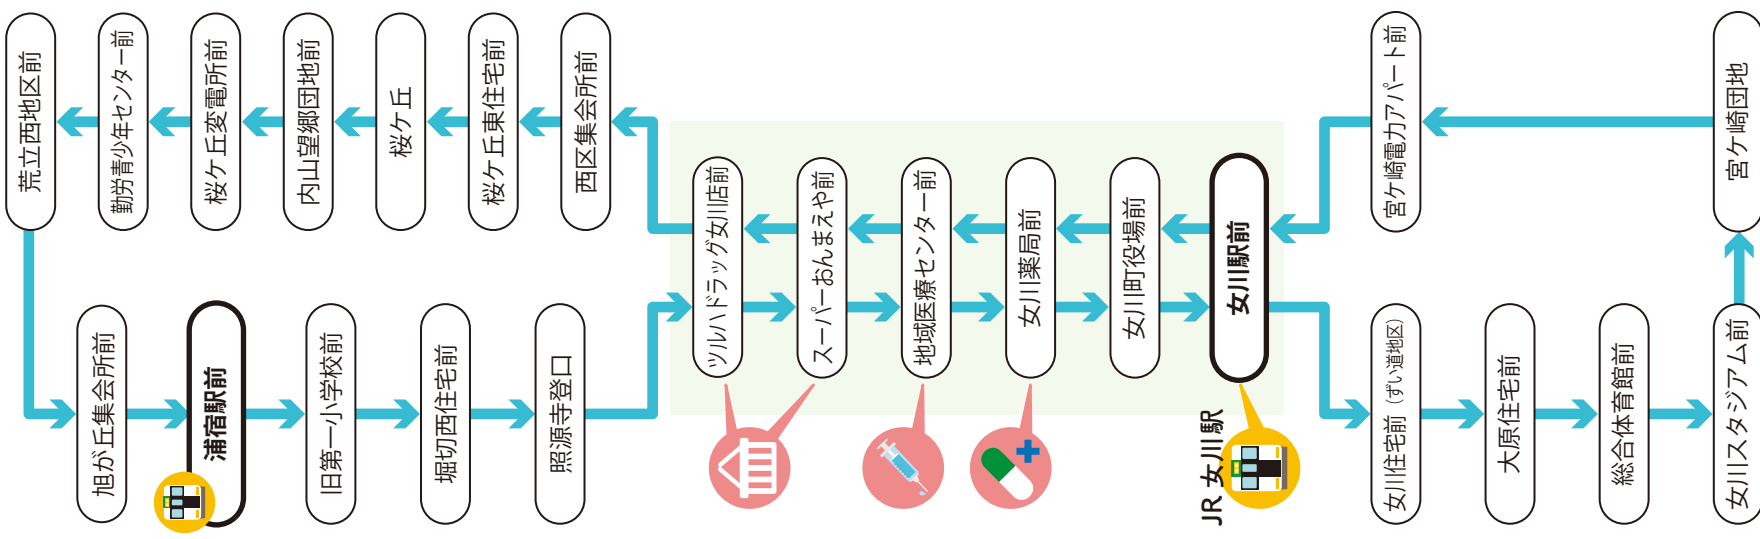 荒立西地区前
勤労青少年センター前
桜ケ丘変電所前
内山望郷団地前
桜ケ丘
桜ケ丘東住宅前
西区集会所前
旭が丘集会所前
浦宿駅前
旧第一小学校前
堀切西住宅前
照源寺登口
ツルハドラッグ女川店前
スーパーおんまえや前
地域医療センター前
女川薬局前
女川町役場前
女川駅前
JR 女川駅
宮ケ崎電力アパート前
宮ケ崎団地
女川住宅前（ずい道地区）
大原住宅前
総合体育館前
女川スタジアム前